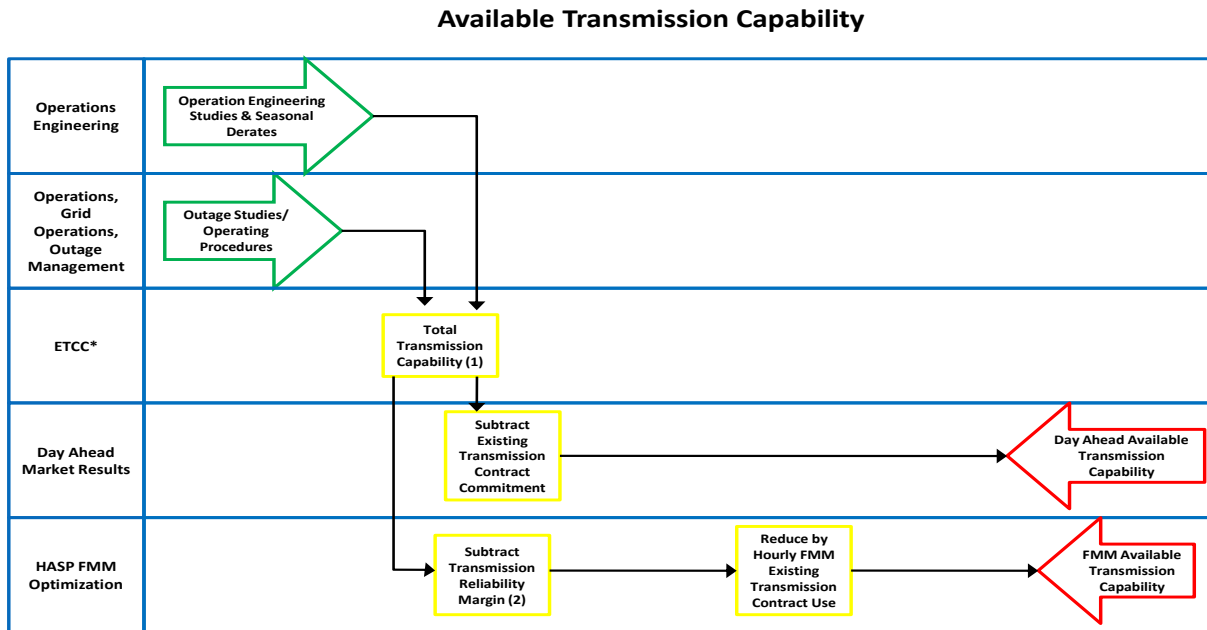 Available Transmission Capability
Operations
Engineering
Operation Engineering
Studies & Seasonal
Derates
Operations,
Grid
Operations,
Outage
Management
Outage Studies/
Operating
Procedures
ETCC*
Total
Transmission
Capability (1)
Day Ahead
Market Results
Subtract
Existing
Transmission
Contract
Commitment
Day Ahead Available
Transmission
Capability
HASP FMM
Optimization
Subtract
Transmission
Reliability
Margin (2)
Reduce by
Hourly FMM
Existing
Transmission
Contract Use
FMM Available
Transmission
Capability